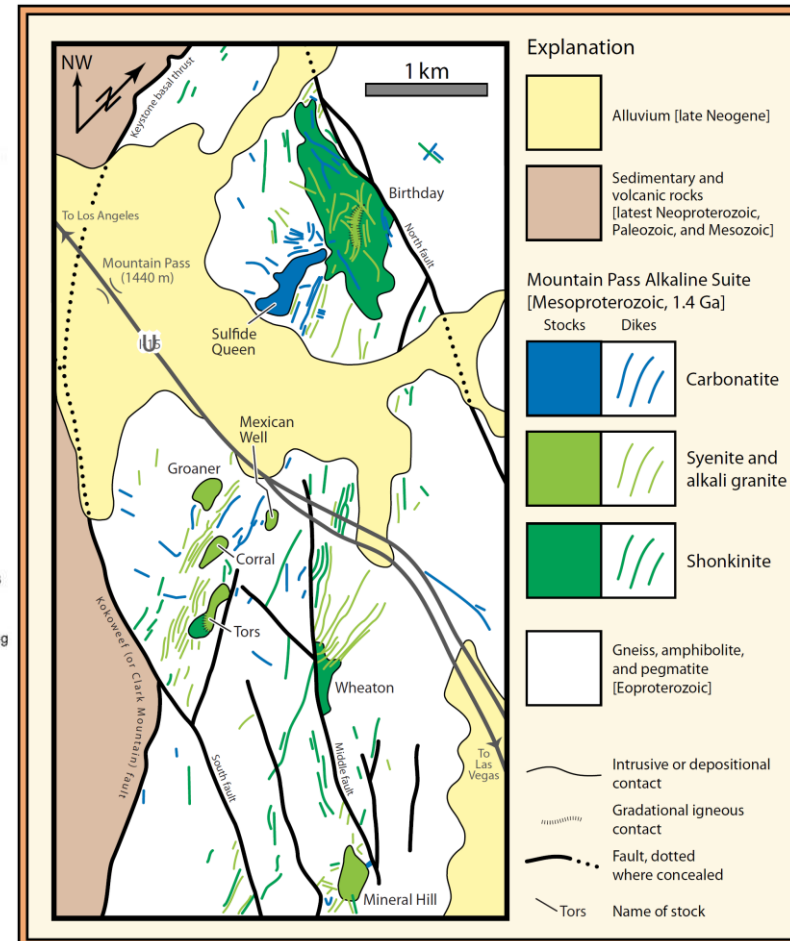 NW
N
Keystone basal thrust
1 km
Birthday
North fault
To Los Angeles
Mountain Pass
(1440 m)
Sulfide
Queen
Mexican
Well
Groaner
Corral
Tors
Wheaton
Kokoweef (or Clark Mountain) fault
South fault
Middle fault
To
Las
Vegas
Mineral Hill
Explanation
Alluvium [late Neogene]
Sedimentary and
volcanic rocks
[latest Neoproterozoic,
Paleozoic, and Mesozoic]
Mountain Pass Alkaline Suite
[Mesoproterozoic, 1.4 Ga]
Stocks Dikes
Carbonatite
Syenite and
alkali granite
Shonkinite
Gneiss, amphibolite,
and pegmatite
[Eoproterozoic]
Intrusive or depositional
contact
Gradational igneous
contact
Fault, dotted
where concealed
Tors Name of stock